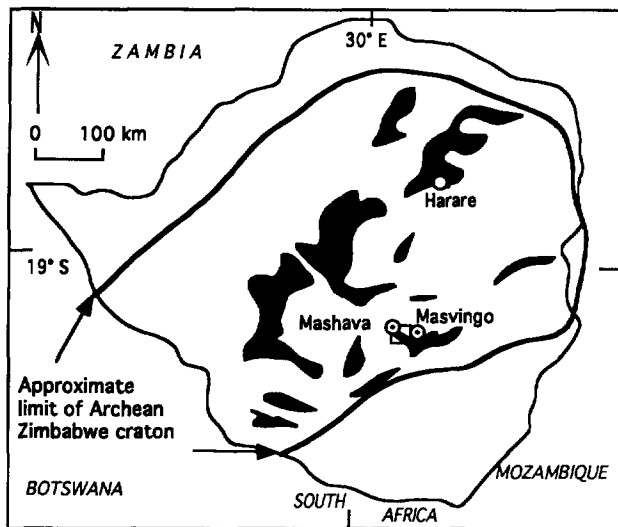 N
ZAMBIA
30° E
0 100 km
Harare
19° S
Mashava
Masvingo
Approximate
limit of Archean
Zimbabwe craton
BOTSWANA
SOUTH
AFRICA
MOZAMBIQUE